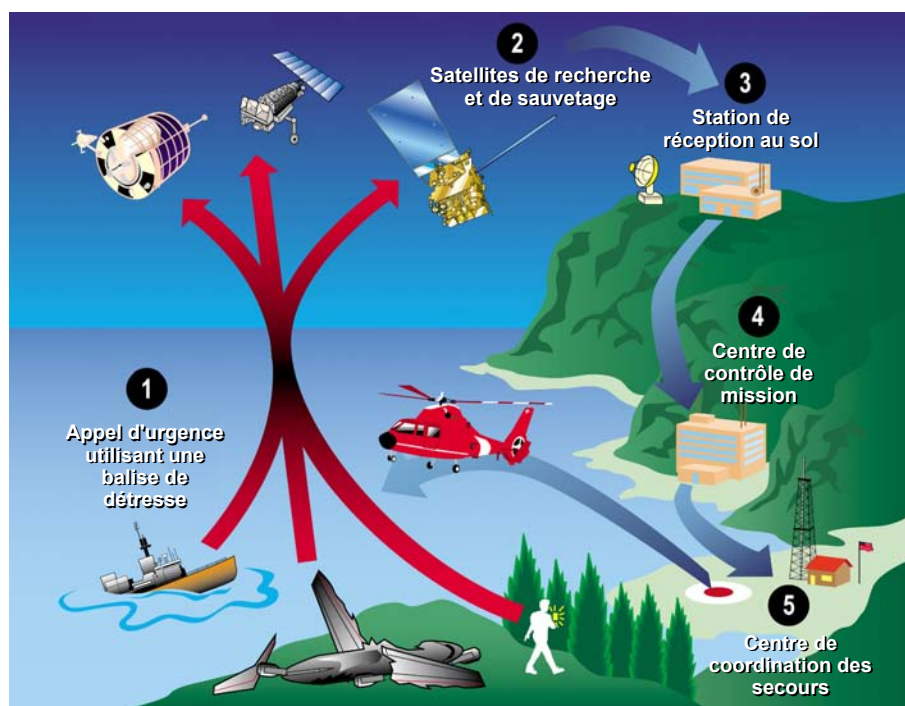 1
Appel d'urgence
utilisant une
balise de
détresse
2
Satellites de recherche
et de sauvetage
3
Station de
réception au sol
4
Centre de
contrôle de
mission
5
Centre de
coordination des
secours